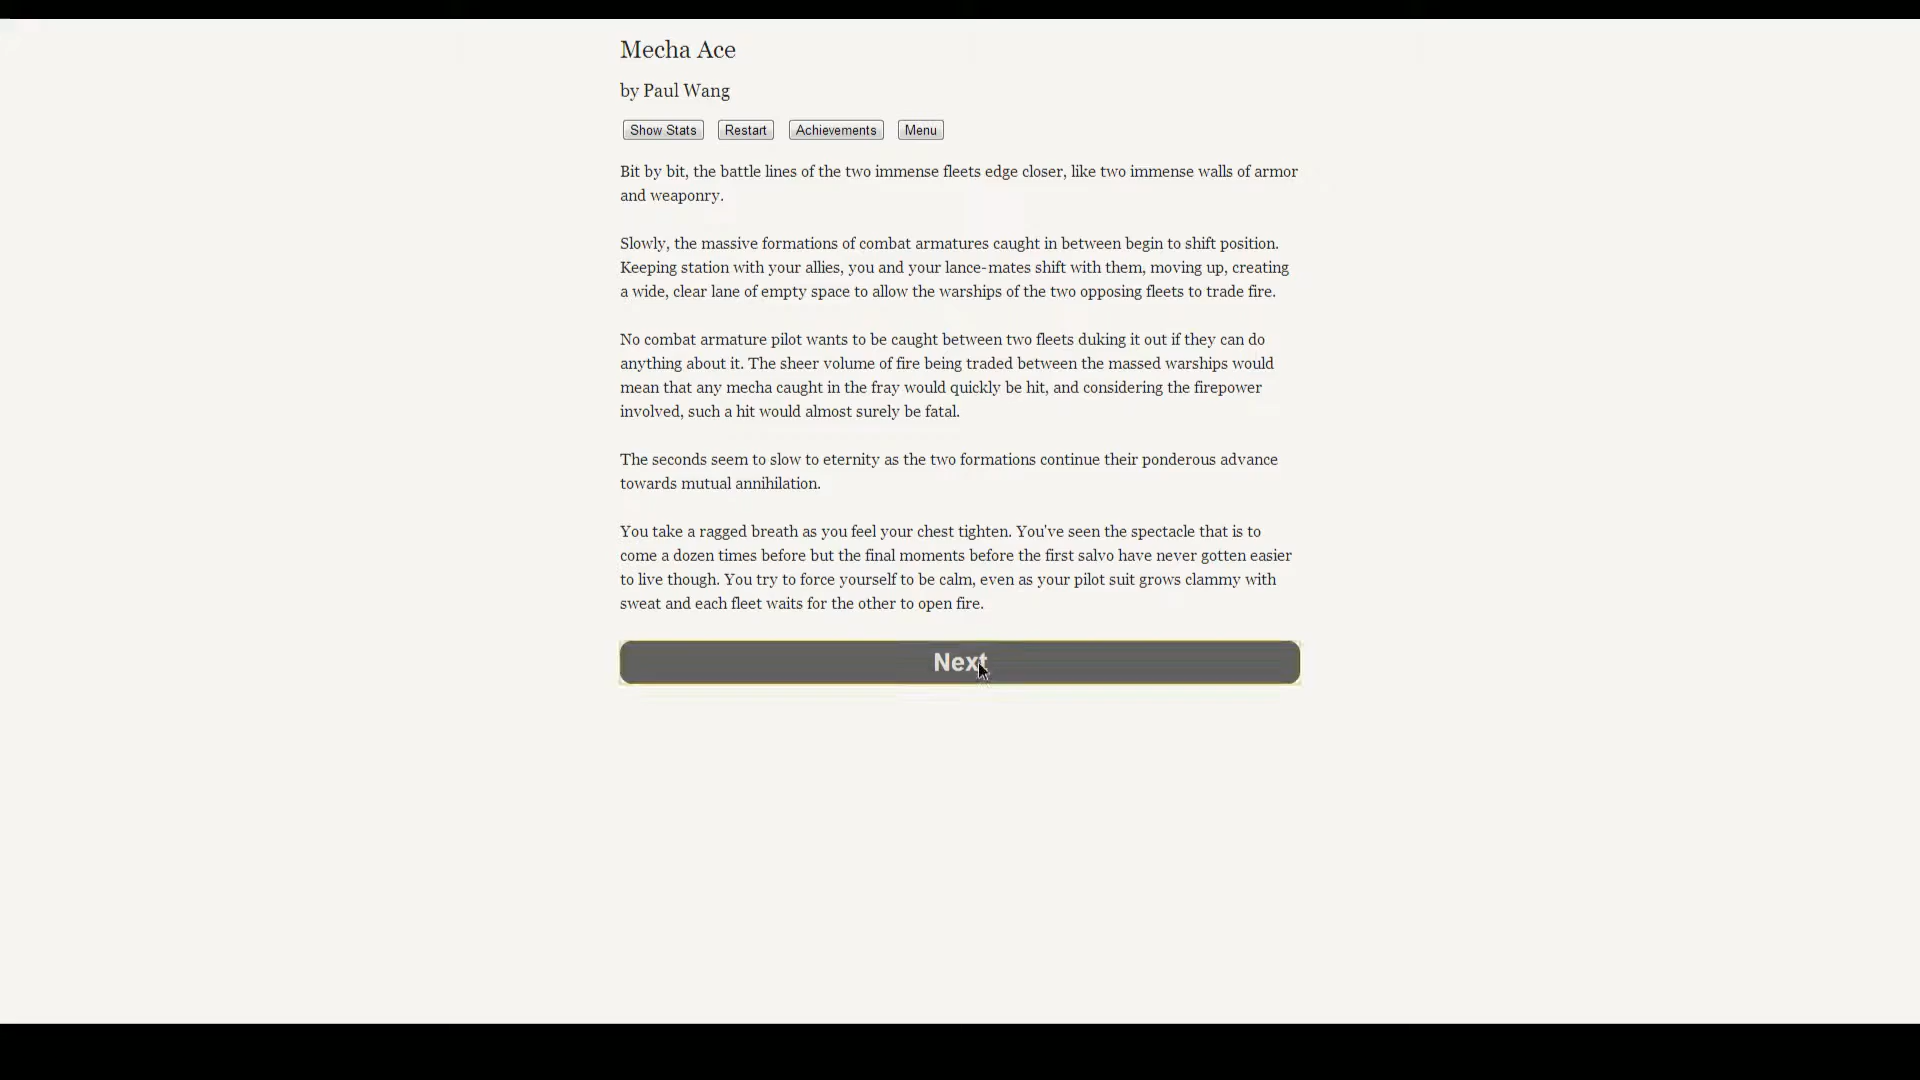 Mecha Ace
by Paul Wang
Show Stats Restart Achievements Menu
Bit by bit, the battle lines of the two immense fleets edge closer, like two immense walls of armor
and weaponry.
Slowly, the massive formations of combat armatures caught in between begin to shift position.
Keeping station with your allies, you and your lance-mates shift with them, moving up, creating
a wide, clear lane of empty space to allow the warships of the two opposing fleets to trade fire.
No combat armature pilot wants to be caught between two fleets duking it out if they can do
anything about it. The sheer volume of fire being traded between the massed warships would
mean that any mecha caught in the fray would quickly be hit, and considering the firepower
involved, such a hit would almost surely be fatal.
The seconds seem to slow to eternity as the two formations continue their ponderous advance
towards mutual annihilation.
You take a ragged breath as you feel your chest tighten. You've seen the spectacle that is to
come a dozen times before but the final moments before the first salvo have never gotten easier
to live though. You try to force yourself to be calm, even as your pilot suit grows clammy with
sweat and each fleet waits for the other to open fire.
Next